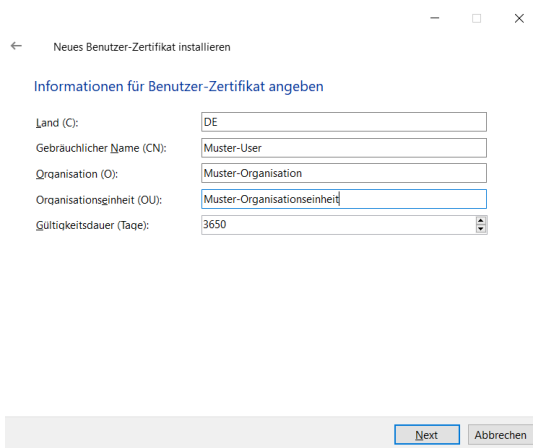 Neues Benutzer-Zertifikat installieren
Informationen für Benutzer-Zertifikat angeben
Land (C): DE
Gebräuchlicher Name (CN): Muster-User
Organisation (O): Muster-Organisation
Organisationseinheit (OU): Muster-Organisationseinheit
Gültigkeitsdauer (Tage): 3650
Next Abbrechen